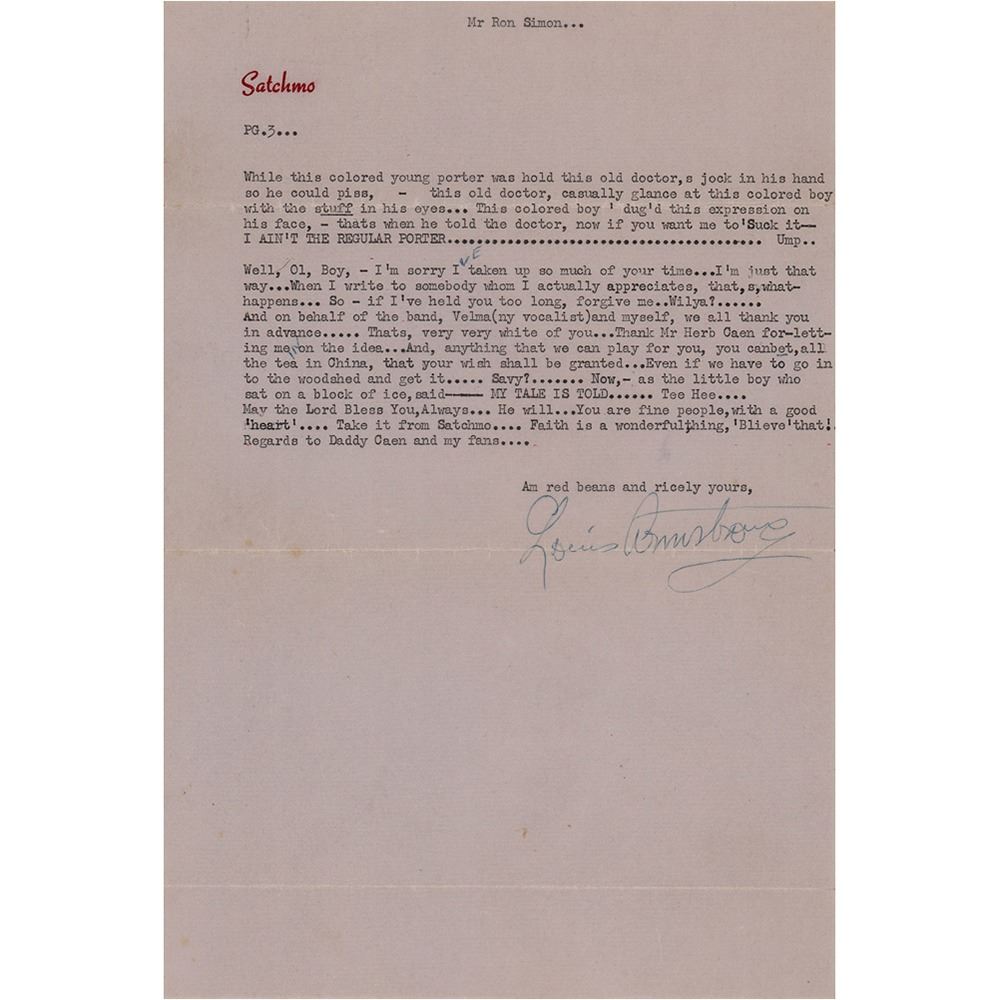 Mr Ron Simon...
Satchmo
PG.3...
While this colored young porter was hold this old doctor,s jock in his hand
so he could piss, - this old doctor, casually glance at this colored boy
with the stuff in his eyes... This colored boy ' dug'd this expression on
his face, - thats when he told the doctor, now if you want me to'Suck it--
I AIN'T THE REGULAR PORTER.......................................... Ump..
Well, Ol, Boy, - I'm sorry I'VE taken up so much of your time...I'm just that
way...When I write to somebody whom I actually appreciates, that,s,what-
happens... So - if I've held you too long, forgive me..Wilya?......
And on behalf of the band, Velma(ny vocalist)and myself, we all thank you
in advance..... Thats, very very white of you...Thank Mr Herb Caen for-lett-
ing me in on the idea...And, anything that we can play for you, you canbet,all
the tea in China, that your wish shall be granted...Even if we have to go in
to the woodshed and get it..... Savy?....... Now,- as the little boy who
sat on a block of ice,said----- MY TALE IS TOLD...... Tee Hee....
May the Lord Bless You,Always... He will...You are fine people,with a good
'heart'.... Take it from Satchmo.... Faith is a wonderfulthing,'Blieve'that!.
Regards to Daddy Caen and my fans....
Am red beans and ricely yours,
Louis Armstrong